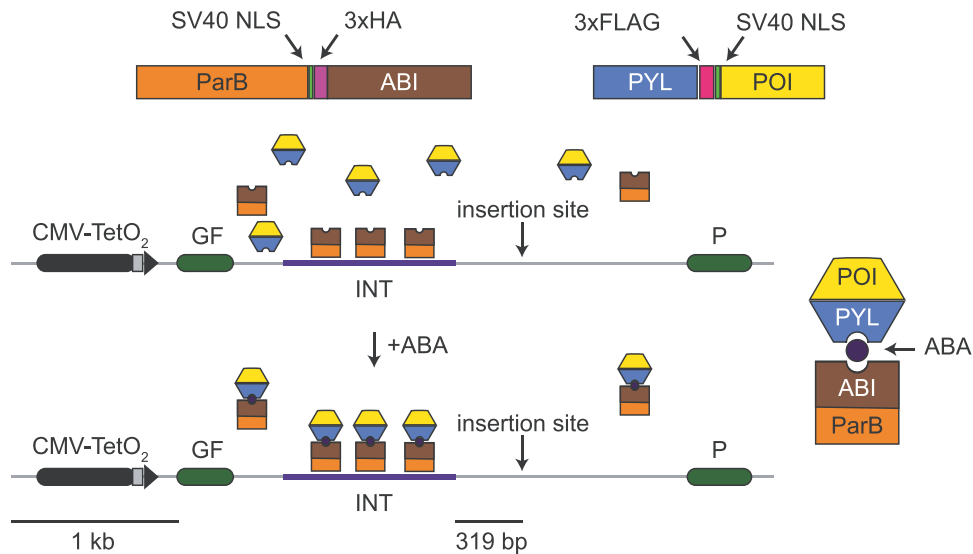 SV40 NLS 3xHA
ParB ABI
3xFLAG SV40 NLS
PYL POI
insertion site
CMV-TetO₂ GF P
INT
+ABA
insertion site
CMV-TetO₂ GF P
INT
1 kb 319 bp
POI
PYL
ABA
ABI
ParB